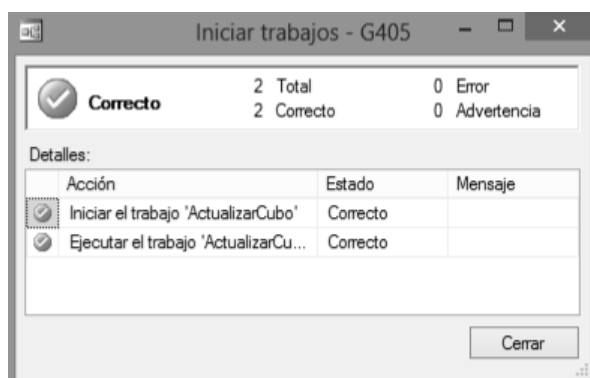 Iniciar trabajos - G405
Correcto
2 Total
0 Error
2 Correcto
0 Advertencia
Detalles:
Acción Estado Mensaje
Iniciar el trabajo 'ActualizarCubo' Correcto
Ejecutar el trabajo 'ActualizarCu... Correcto
Cerrar